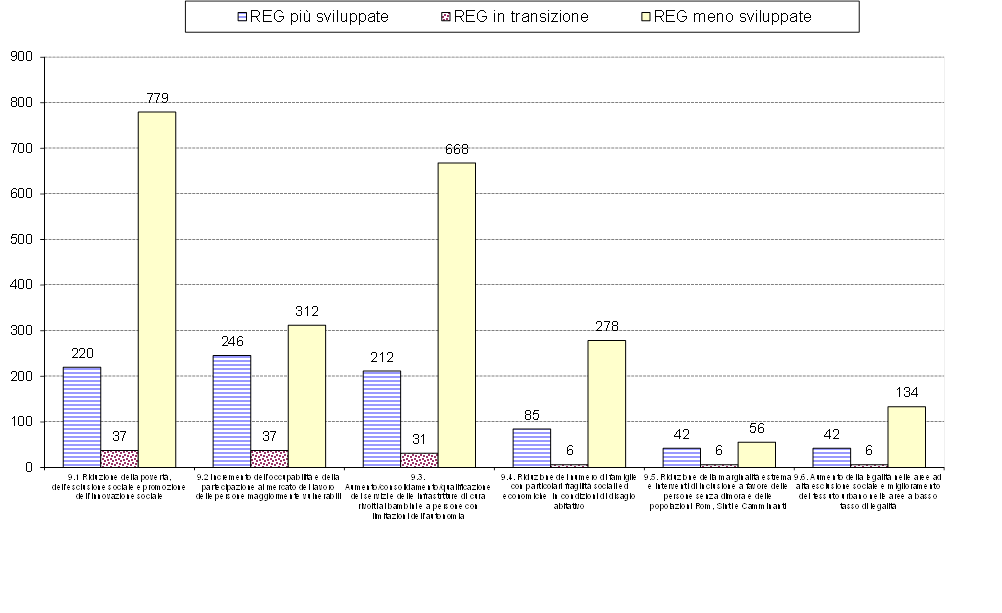 REG più sviluppate REG in transizione REG meno sviluppate
900
800
700
600
500
400
300
200
100
0
220
37
779
246
37
312
212
31
668
85
6
278
42
6
56
42
6
134
9.1 Riduzione della povertà,
dell'esclusione sociale e promozione
dell'innovazione sociale
9.2 Incremento dell'occupabilità e della
partecipazione al mercato del lavoro
delle persone maggiormente vulnerabili
9.3.
Aumento/consolidamento/qualificazione
dei servizi e delle infrastrutture di cura
rivolti ai bambini e a persone con
limitazioni dell'autonomia
9.4. Riduzione del numero di famiglie
con particolari fragilità sociali ed
economiche in condizioni di disagio
abitativo
9.5. Riduzione della marginalità estrema
e interventi di inclusione a favore delle
persone senza dimora e delle
popolazioni Rom, Sinti e Camminanti
9.6. Aumento della legalità nelle aree ad
alta esclusione sociale e miglioramento
del tessuto urbano nelle aree a basso
tasso di legalità